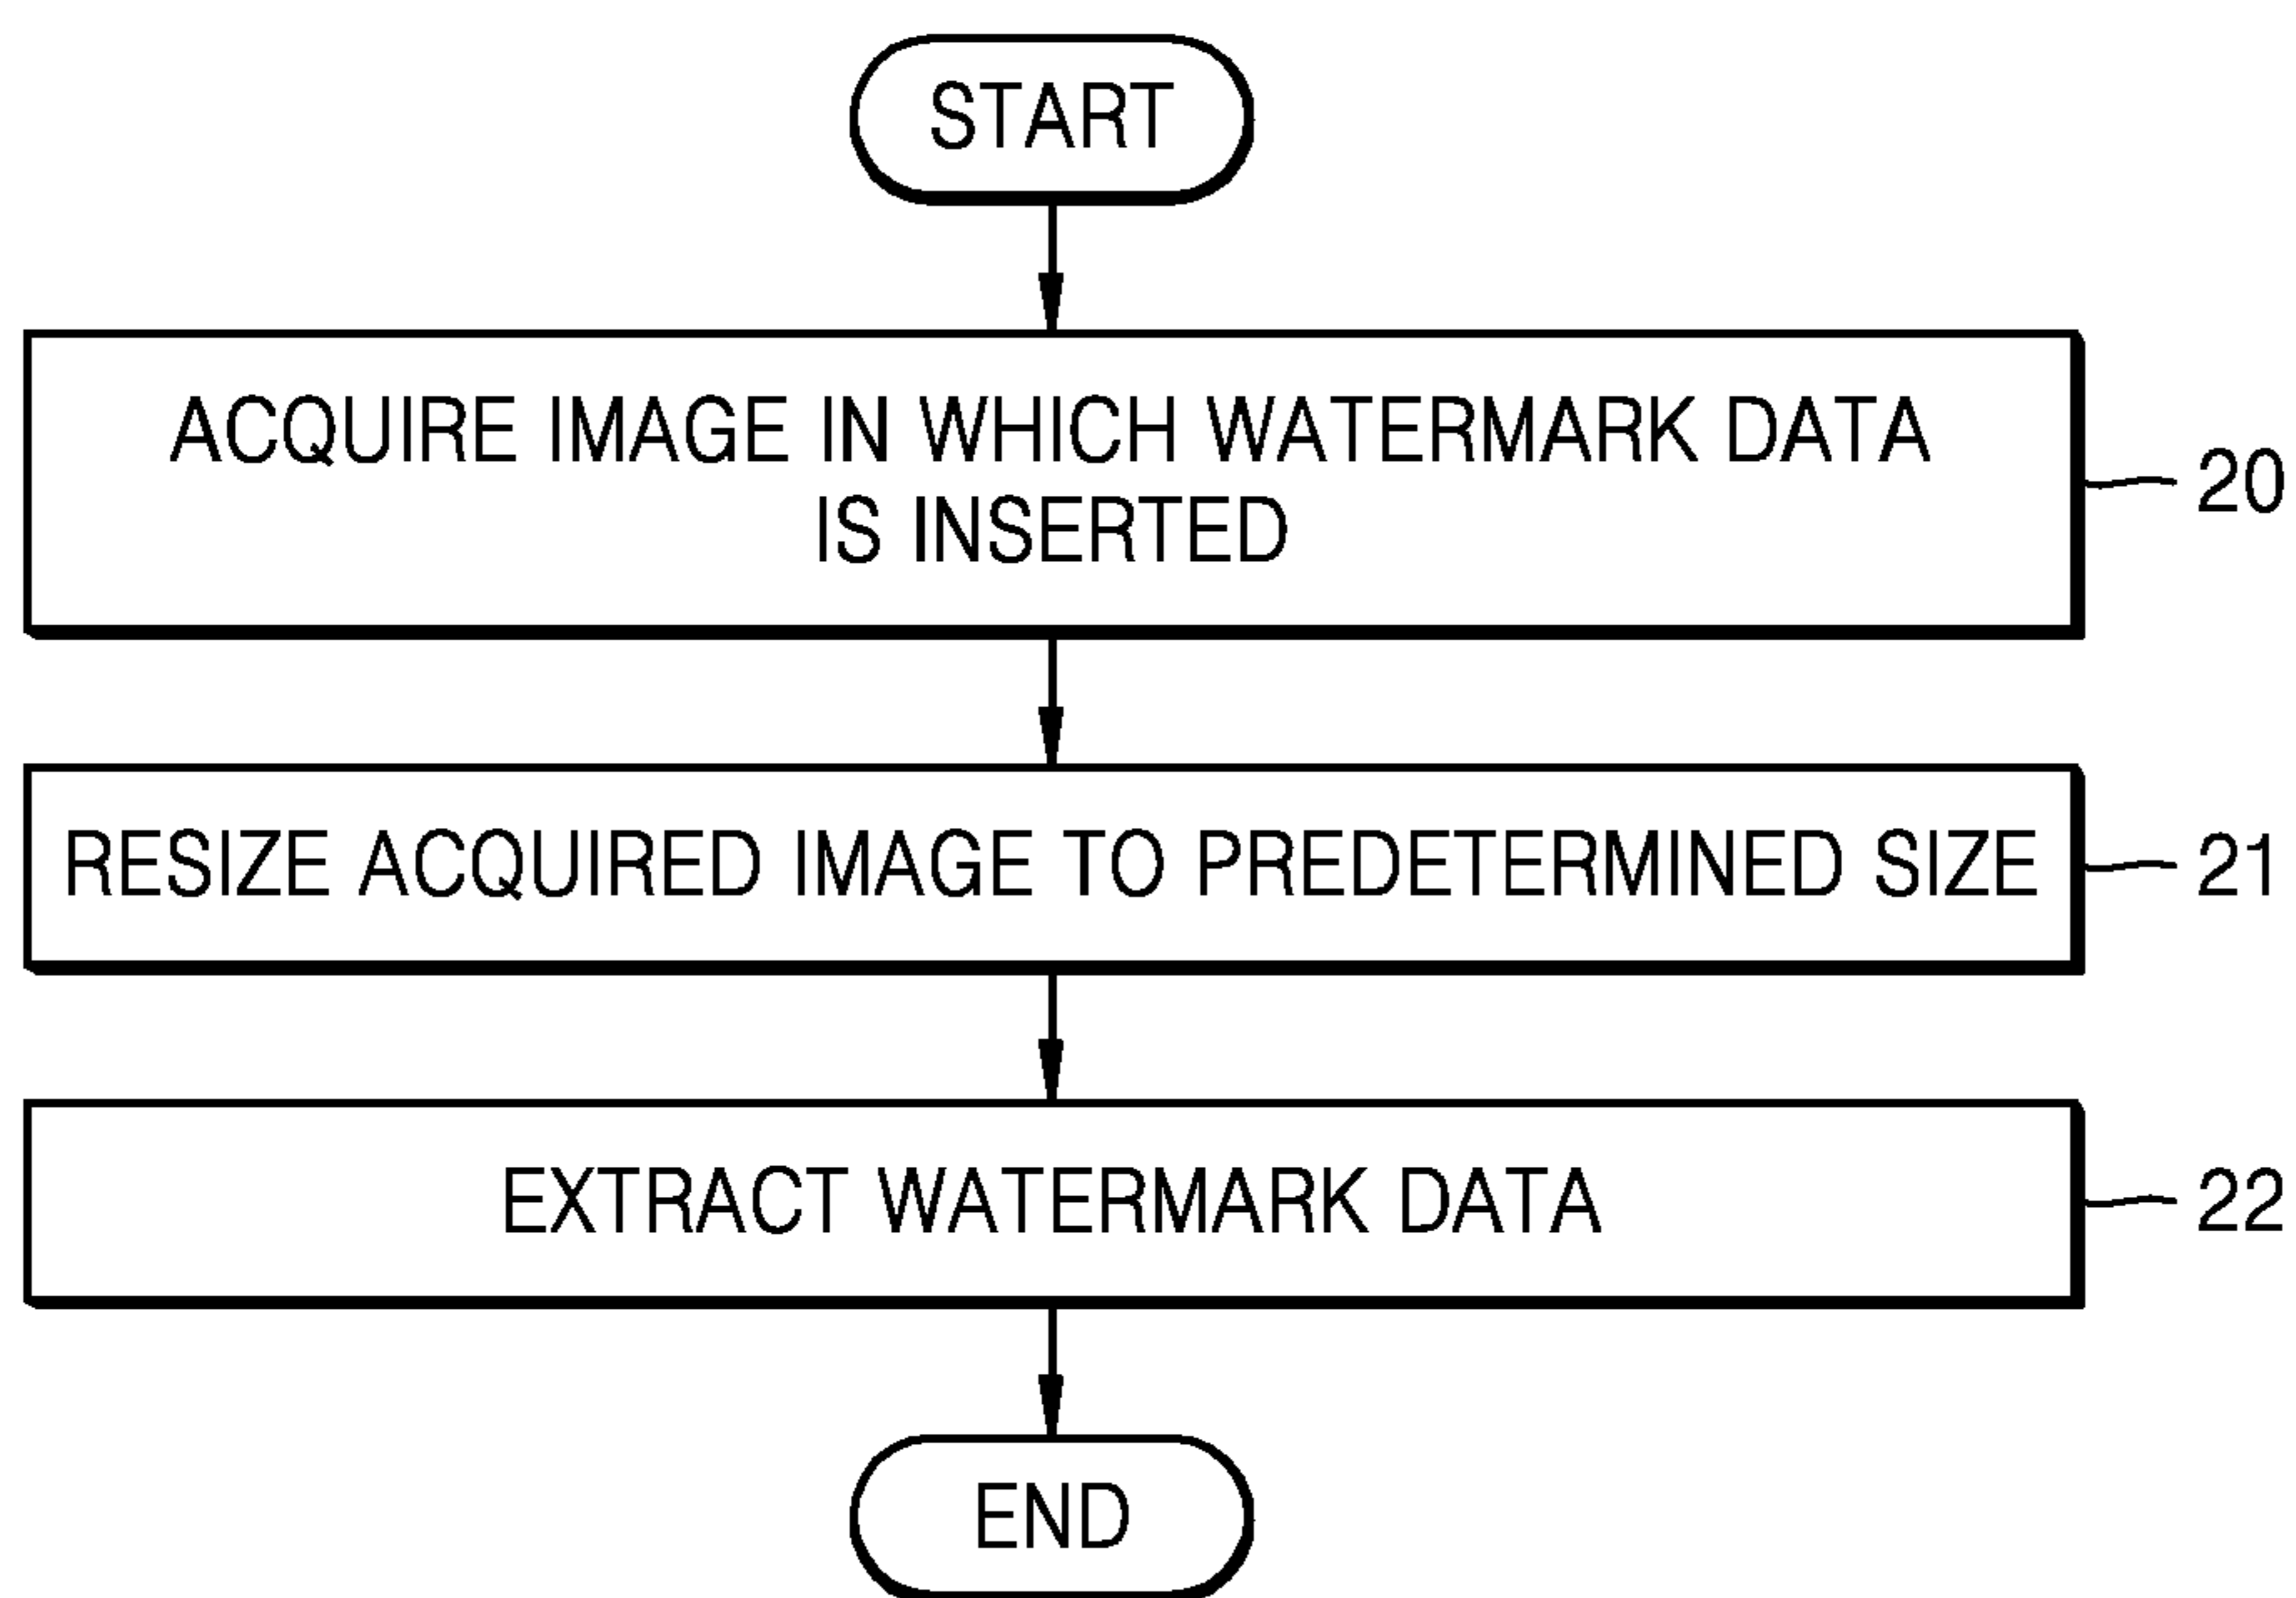 START
ACQUIRE IMAGE IN WHICH WATERMARK DATA
IS INSERTED
20
RESIZE ACQUIRED IMAGE TO PREDETERMINED SIZE
21
EXTRACT WATERMARK DATA
22
END